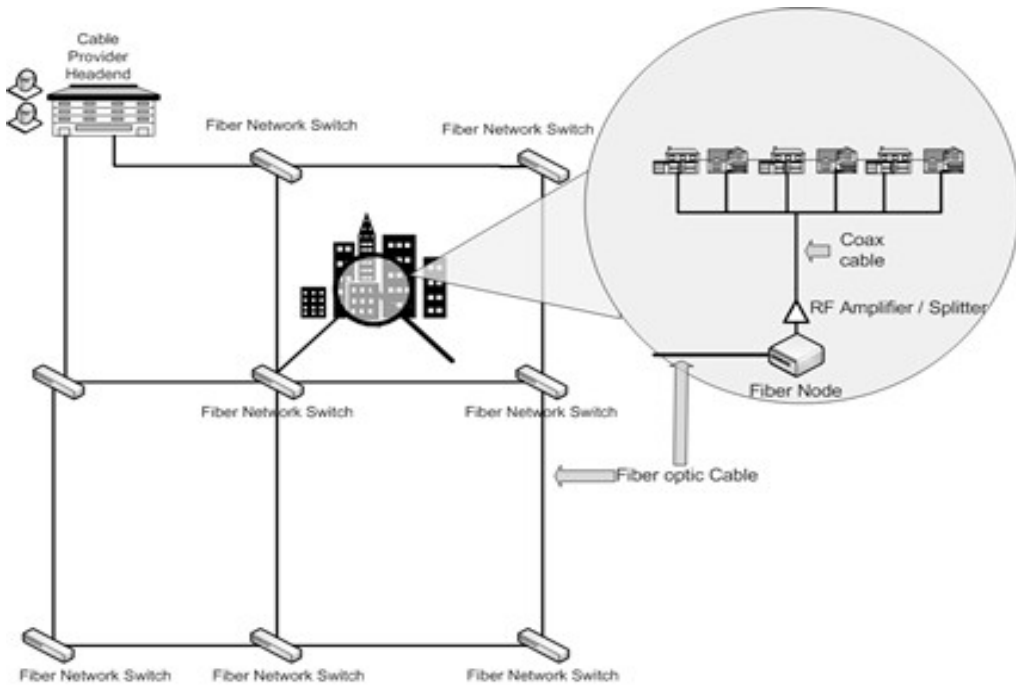 Cable
Provider
Headend
Fiber Network Switch
Fiber Network Switch
Coax
cable
RF Amplifier / Splitter
Fiber Node
Fiber Network Switch
Fiber Network Switch
Fiber optic Cable
Fiber Network Switch
Fiber Network Switch
Fiber Network Switch